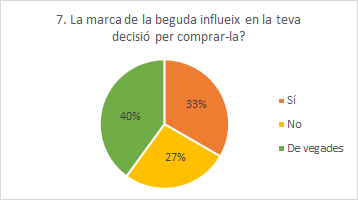 7. La marca de la beguda influeix en la teva
decisió per comprar-la?
33%
27%
40%
Sí
No
De vegades